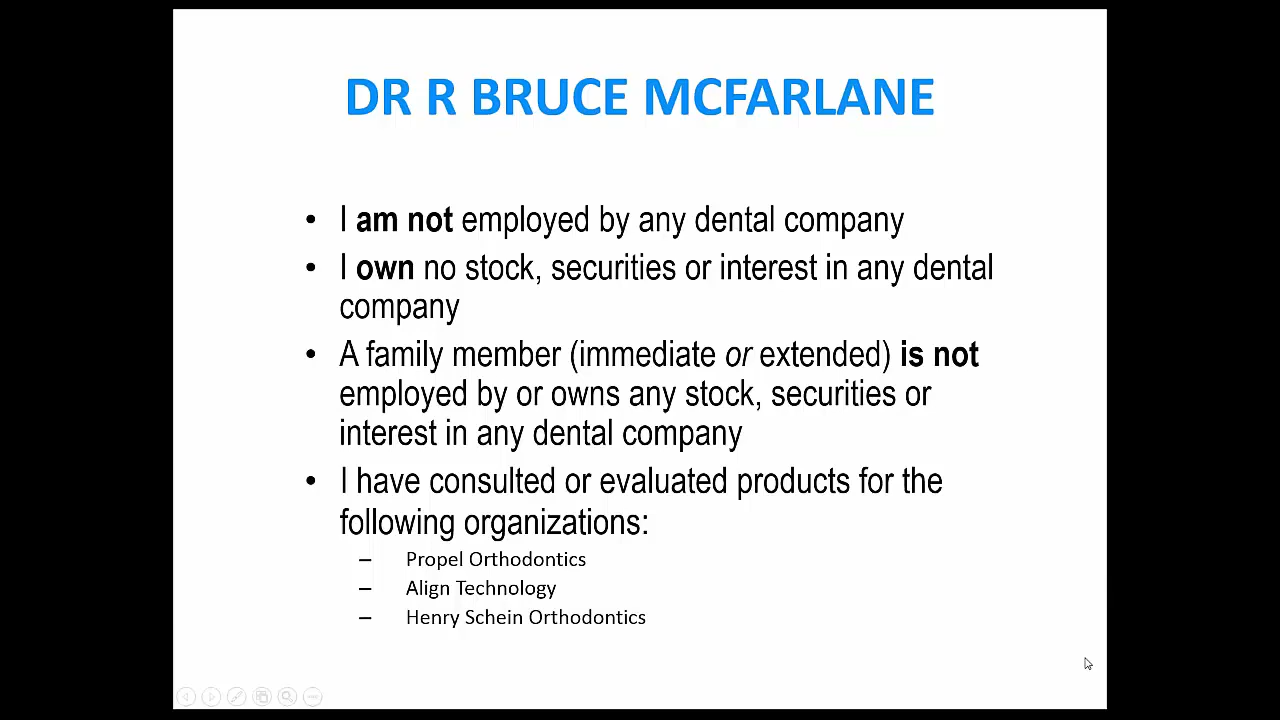 DR R BRUCE MCFARLANE
• I am not employed by any dental company
• I own no stock, securities or interest in any dental
company
• A family member (immediate or extended) is not
employed by or owns any stock, securities or
interest in any dental company
• I have consulted or evaluated products for the
following organizations:
– Propel Orthodontics
– Align Technology
– Henry Schein Orthodontics